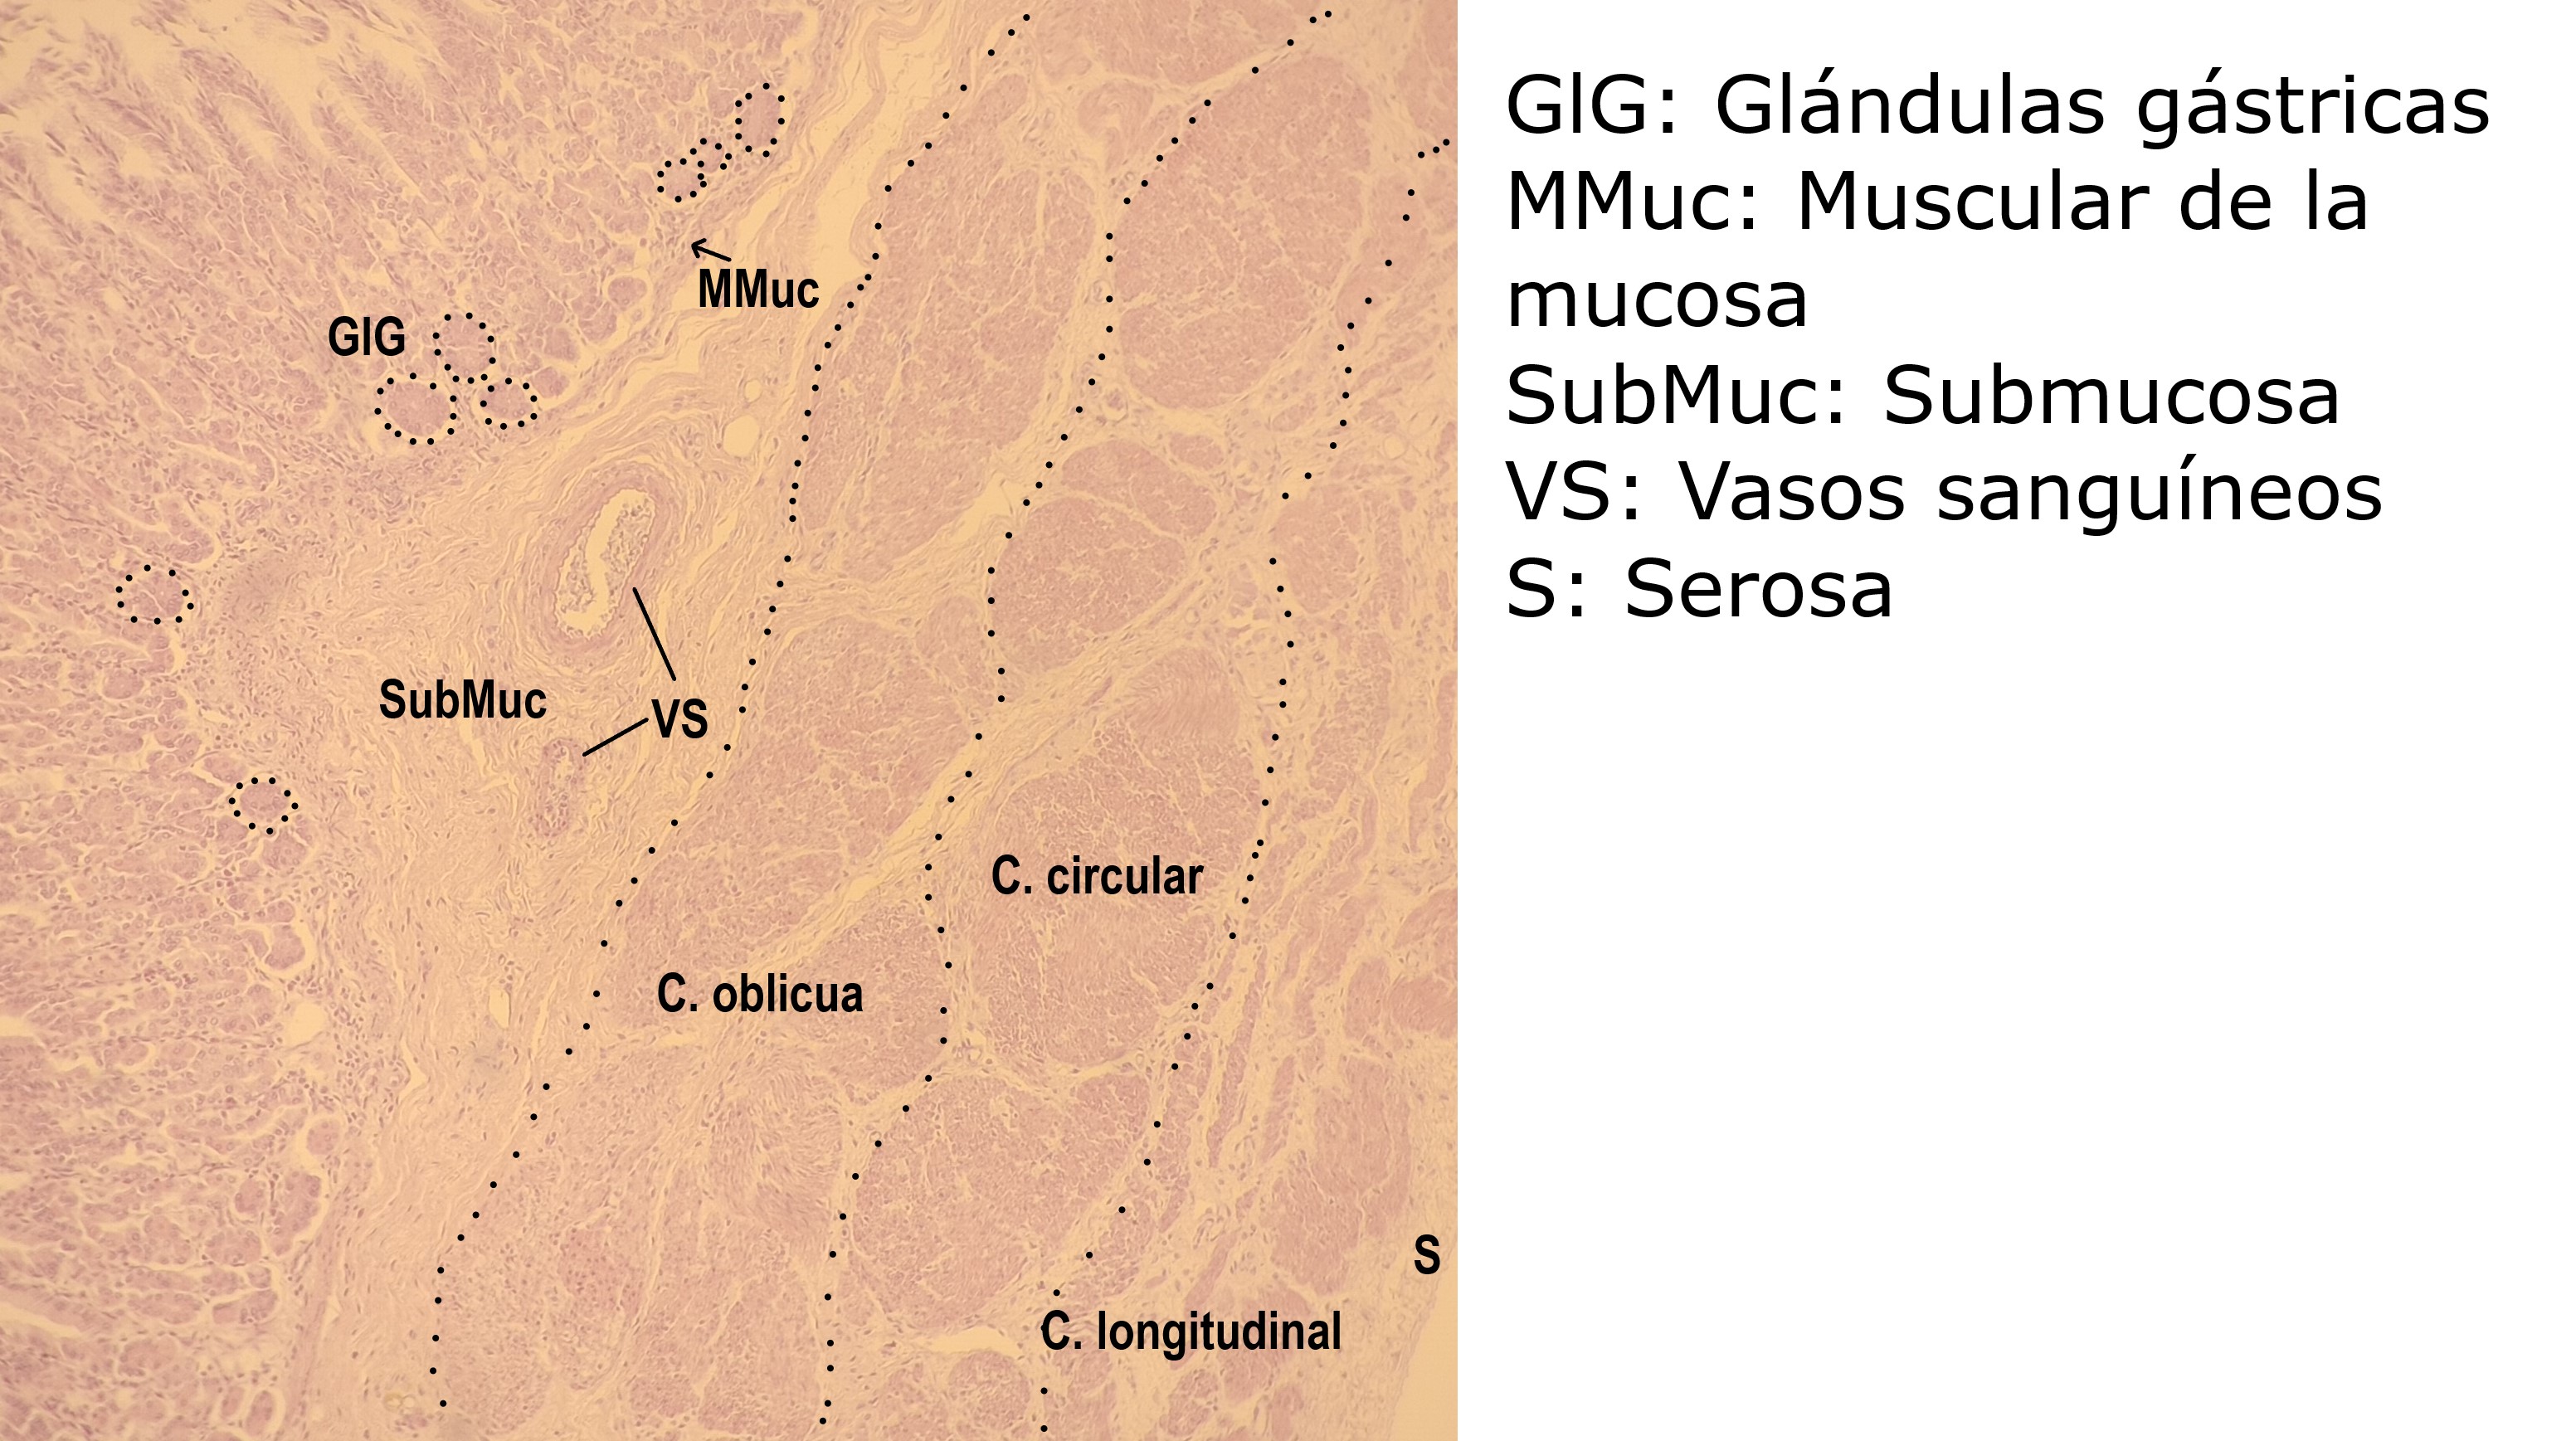 MMuc
GlG
SubMuc
VS
C. circular
C. oblicua
S
C. longitudinal
GlG: Glándulas gástricas
MMuc: Muscular de la
mucosa
SubMuc: Submucosa
VS: Vasos sanguíneos
S: Serosa